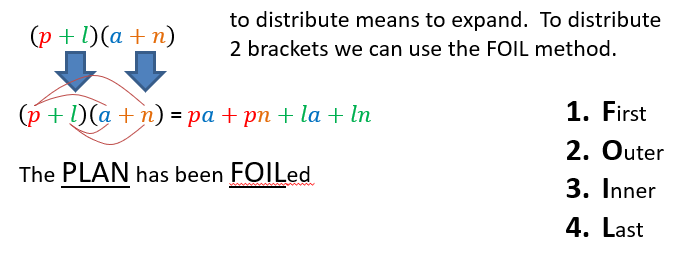 (p + l)(a + n)
to distribute means to expand. To distribute
2 brackets we can use the FOIL method.
(p + l)(a + n) = pa + pn + la + ln
The PLAN has been FOILed
1. First
2. Outer
3. Inner
4. Last